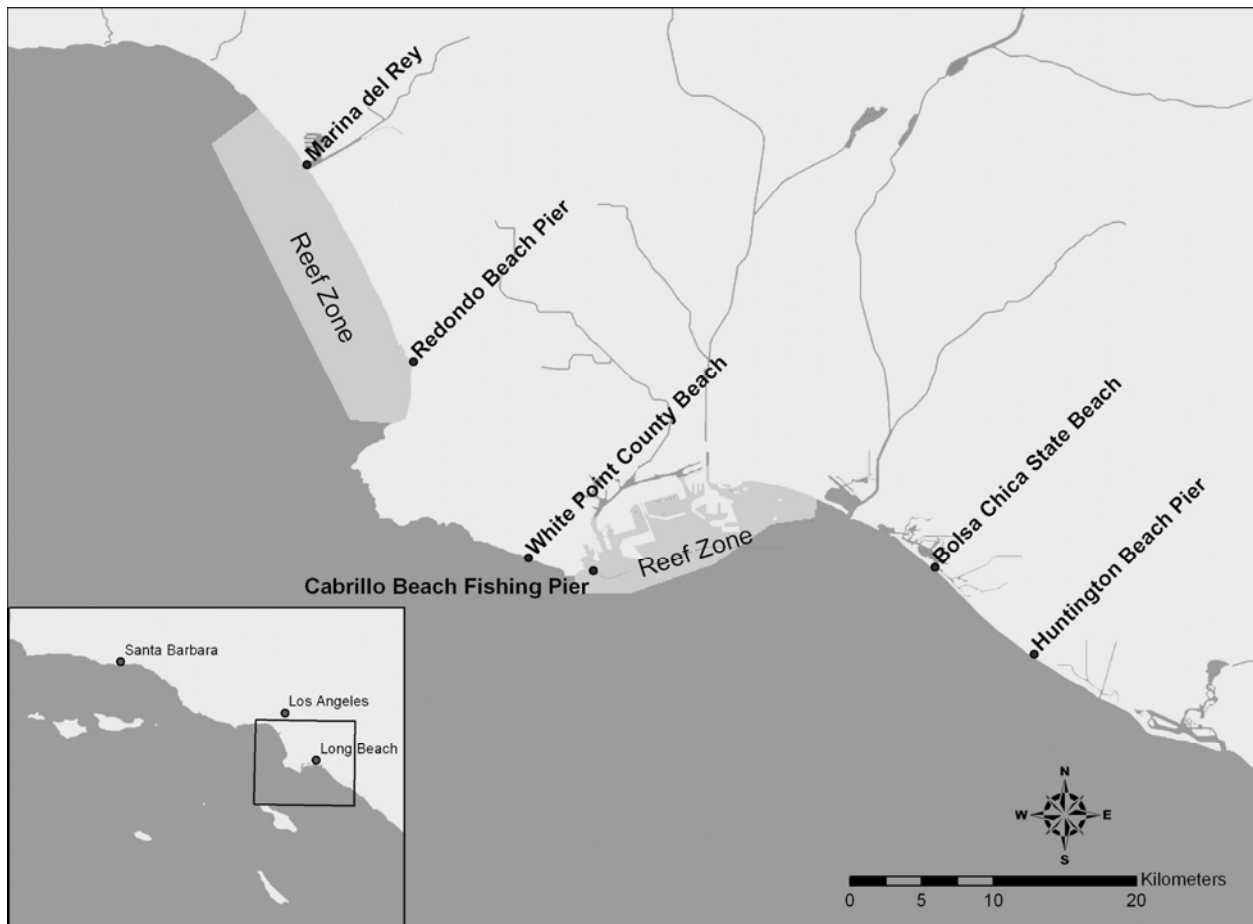 Marina del Rey
Reef Zone
Redondo Beach Pier
White Point County Beach
Reef Zone
Cabrillo Beach Fishing Pier
Bolsa Chica State Beach
Huntington Beach Pier
Santa Barbara
Los Angeles
Long Beach
N
W E
S
Kilometers
0 5 10 20